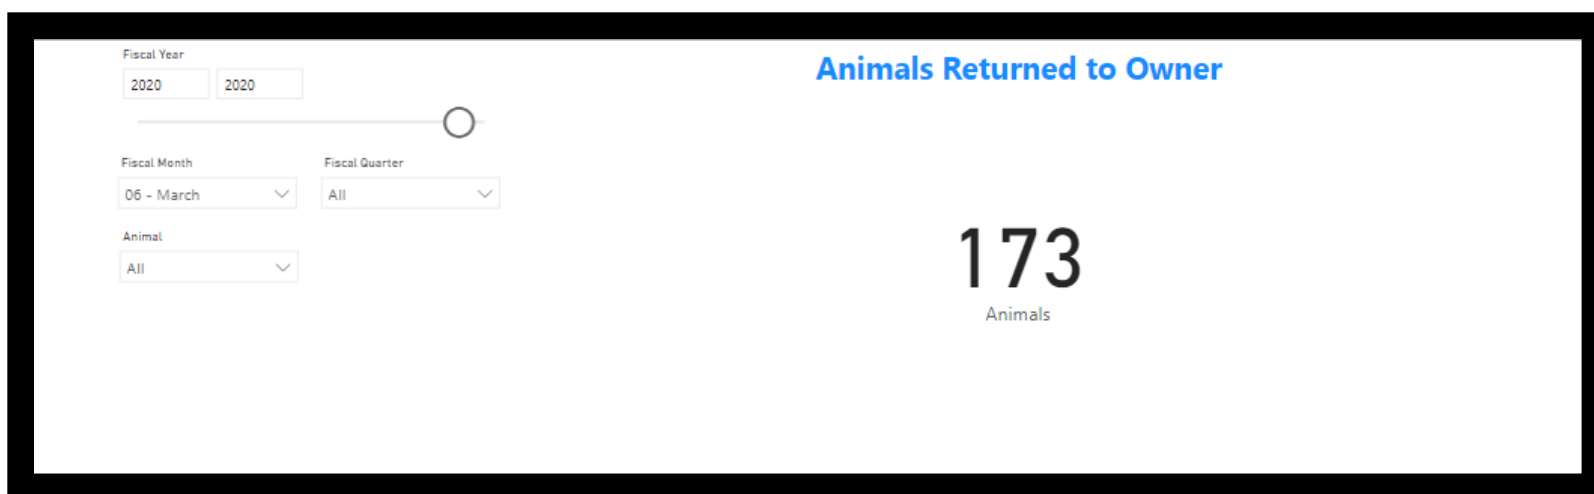 Fiscal Year
2020 2020
Fiscal Month Fiscal Quarter
06 - March All
Animal
All
Animals Returned to Owner
173
Animals